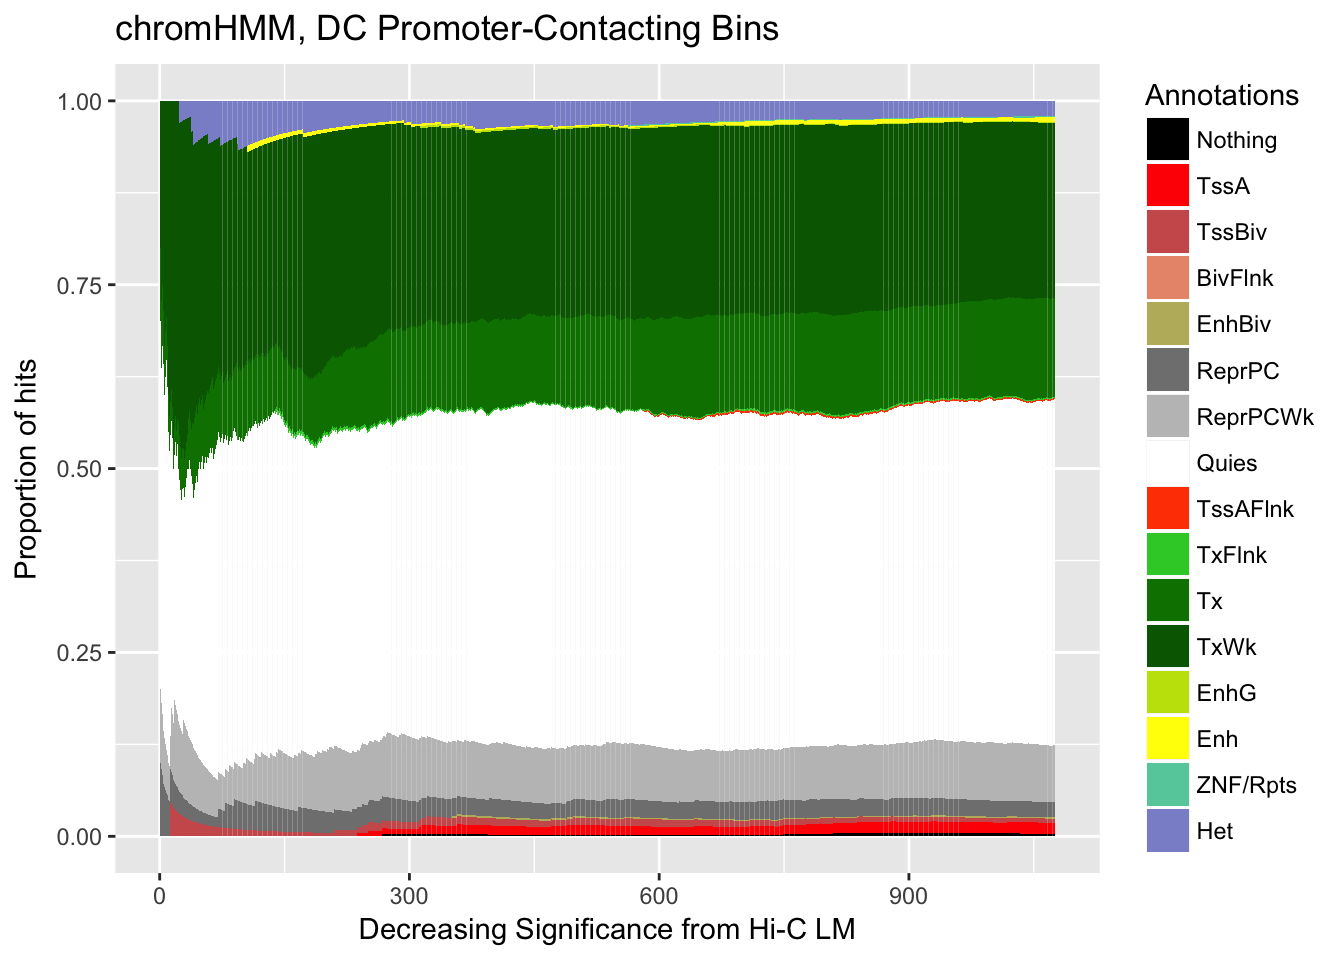 chromHMM, DC Promoter-Contacting Bins
Proportion of hits
1.00
0.75
0.50
0.25
0.00
0
300
600
900
Decreasing Significance from Hi-C LM
Annotations
Nothing
TssA
TssBiv
BivFlnk
EnhBiv
ReprPC
ReprPCWk
Quies
TssAFlnk
TxFlnk
Tx
TxWk
EnhG
Enh
ZNF/Rpts
Het